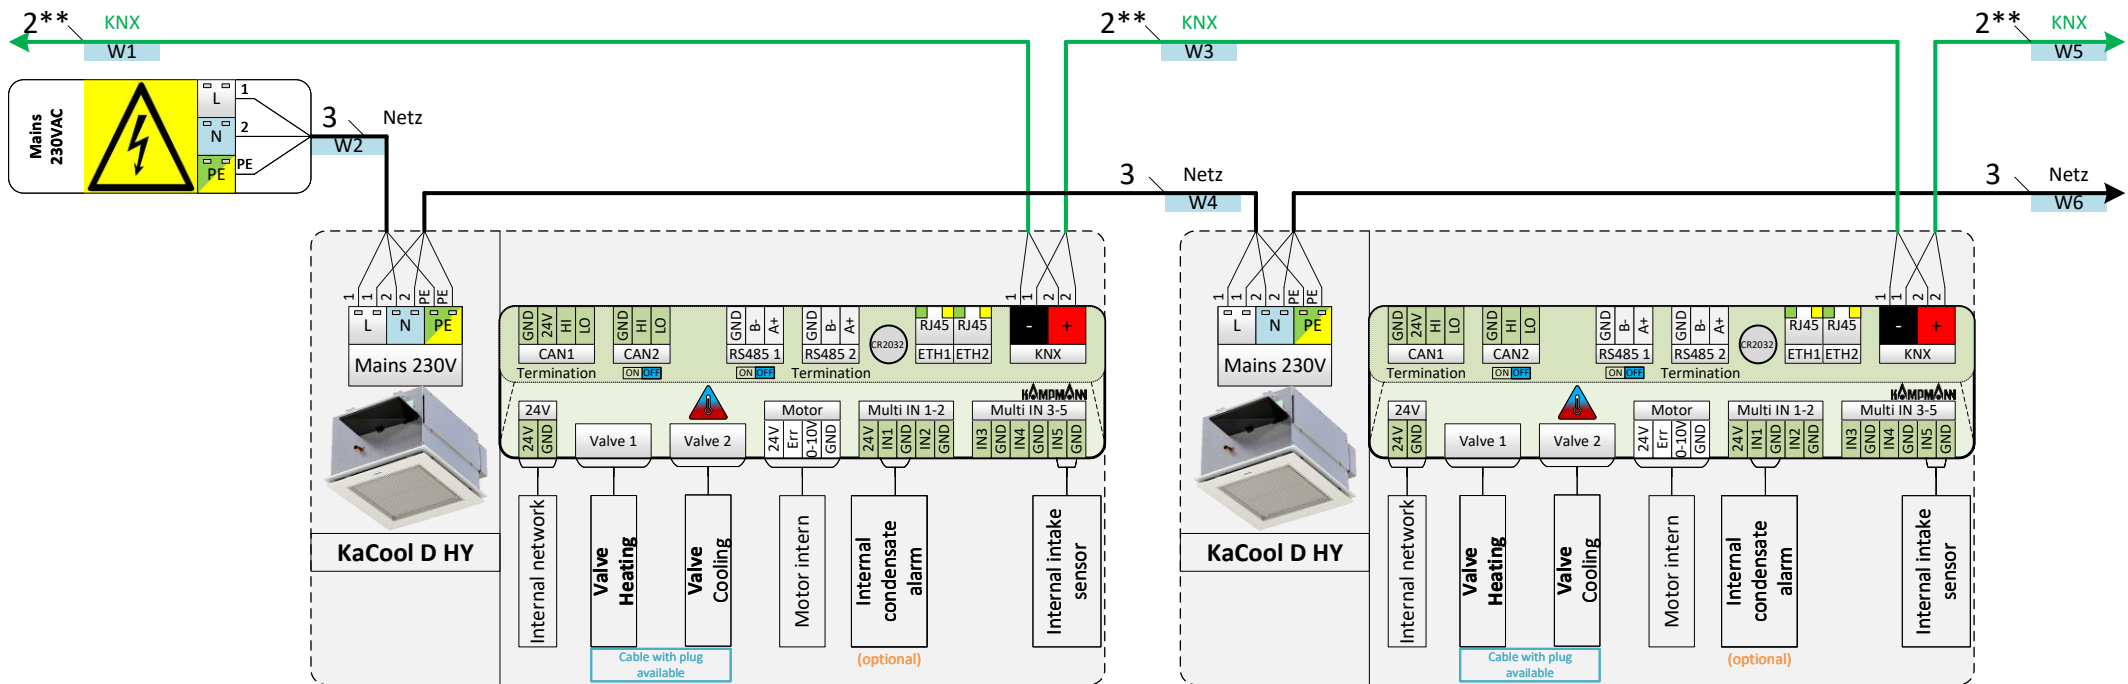 2** KNX
W1
2** KNX
W3
2** KNX
W5
Mains
230VAC
L
N
PE
1
2
PE
3 Netz
W2
3 Netz
W4
3 Netz
W6
1 1 2 2 PE PE
L N PE
Mains 230V
KaCool D HY
GND 24V HI LO
CAN1
GND HI LO
CAN2
GND B- A+
RS485 1
GND B- A+
RS485 2
CR2032
RJ45 RJ45
ETH1 ETH2
1 1 2 2
- +
KNX
Termination
ON OFF
ON OFF
Termination
KAMPMANN
24V
24V GND
Valve 1
Valve 2
Motor
24V Err 0-10V GND
Multi IN 1-2
24V IN1 GND IN2 GND
Multi IN 3-5
IN3 GND IN4 GND IN5 GND
Internal network
Valve
Heating
Valve
Cooling
Motor intern
Internal
condensate
alarm
Internal intake
sensor
Cable with plug
available
(optional)
1 1 2 2 PE PE
L N PE
Mains 230V
KaCool D HY
GND 24V HI LO
CAN1
GND HI LO
CAN2
GND B- A+
RS485 1
GND B- A+
RS485 2
CR2032
RJ45 RJ45
ETH1 ETH2
1 1 2 2
- +
KNX
Termination
ON OFF
ON OFF
Termination
KAMPMANN
24V
24V GND
Valve 1
Valve 2
Motor
24V Err 0-10V GND
Multi IN 1-2
24V IN1 GND IN2 GND
Multi IN 3-5
IN3 GND IN4 GND IN5 GND
Internal network
Valve
Heating
Valve
Cooling
Motor intern
Internal
condensate
alarm
Internal intake
sensor
Cable with plug
available
(optional)